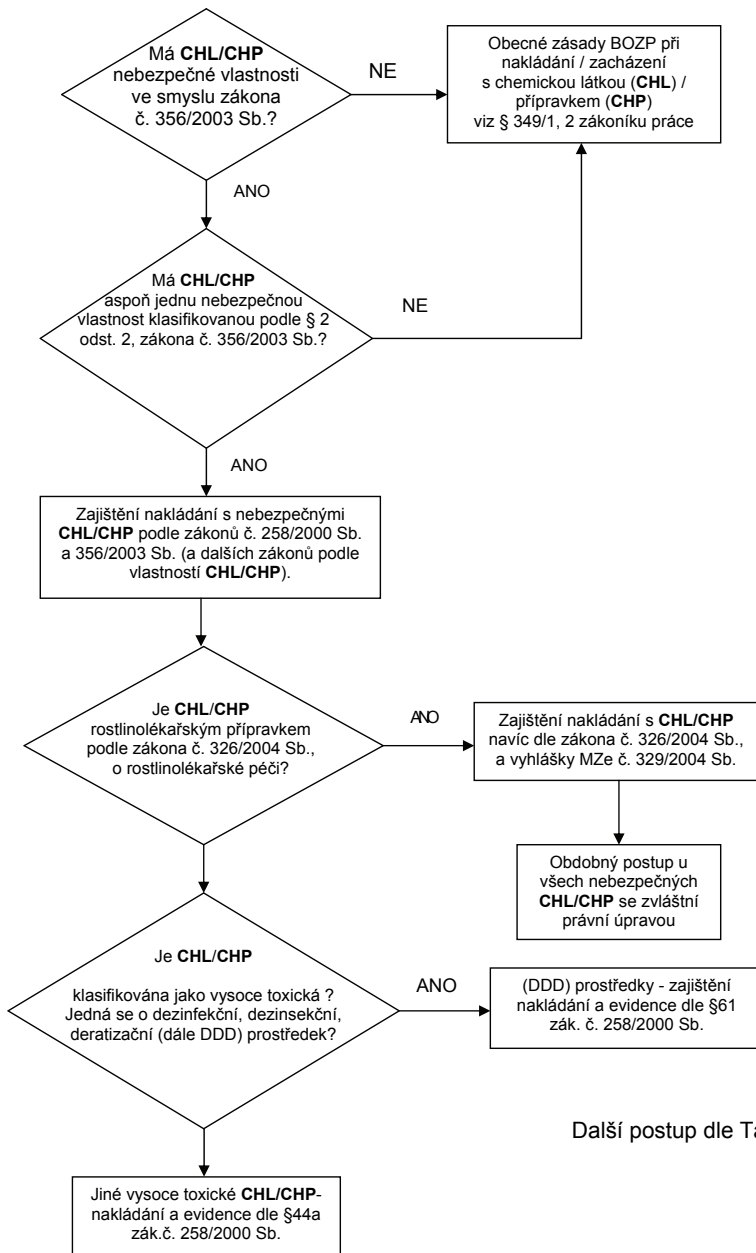 Má CHL/CHP
nebezpečné vlastnosti
ve smyslu zákona
č. 356/2003 Sb.?
NE
Obecné zásady BOZP při
nakládání / zacházení
s chemickou látkou (CHL) /
přípravkem (CHP)
viz § 349/1, 2 zákoníku práce
ANO
Má CHL/CHP
aspoň jednu nebezpečnou
vlastnost klasifikovanou podle § 2
odst. 2, zákona č. 356/2003 Sb.?
NE
ANO
Zajištění nakládání s nebezpečnými
CHL/CHP podle zákonů č. 258/2000 Sb.
a 356/2003 Sb. (a dalších zákonů podle
vlastností CHL/CHP).
Je CHL/CHP
rostlinolékařským přípravkem
podle zákona č. 326/2004 Sb.,
o rostlinolékařské péči?
ANO
Zajištění nakládání s CHL/CHP
navíc dle zákona č. 326/2004 Sb.,
a vyhlášky MZe č. 329/2004 Sb.
Obdobný postup u
všech nebezpečných
CHL/CHP se zvláštní
právní úpravou
Je CHL/CHP
klasifikována jako vysoce toxická ?
Jedná se o dezinfekční, dezinsekční,
deratizační (dále DDD) prostředek?
ANO
(DDD) prostředky - zajištění
nakládání a evidence dle §61
zák. č. 258/2000 Sb.
Další postup dle
Jiné vysoce toxické CHL/CHP-
nakládání a evidence dle §44a
zák.č. 258/2000 Sb.